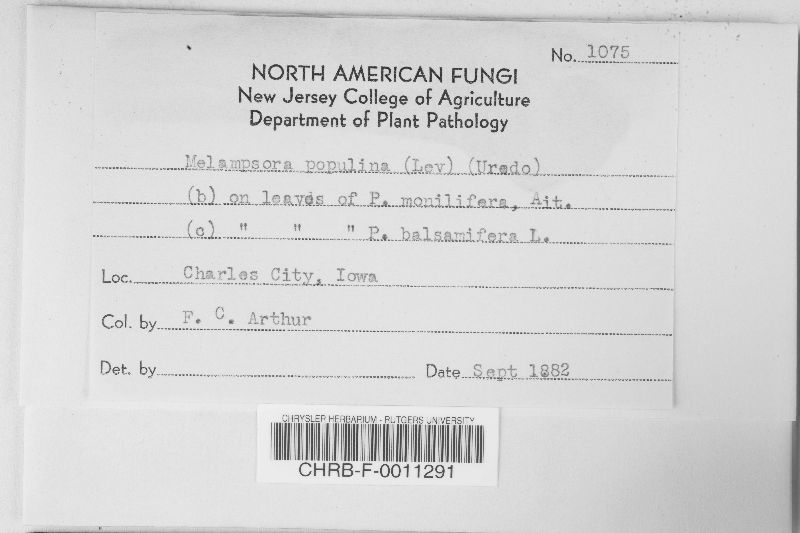 No. 1075
NORTH AMERICAN FUNGI
New Jersey College of Agriculture
Department of Plant Pathology
Melampsora populina (Lev) (Uredo)
(b) on leaves of P. monilifera, Ait.
(c) " " " P. balsamifera L.
Loc. Charles City, Iowa
Col. by F. C. Arthur
Det. by
Date Sept 1882
CHRYSLER HERBARIUM - RUTGERS UNIVERSITY
CHRB-F-0011291